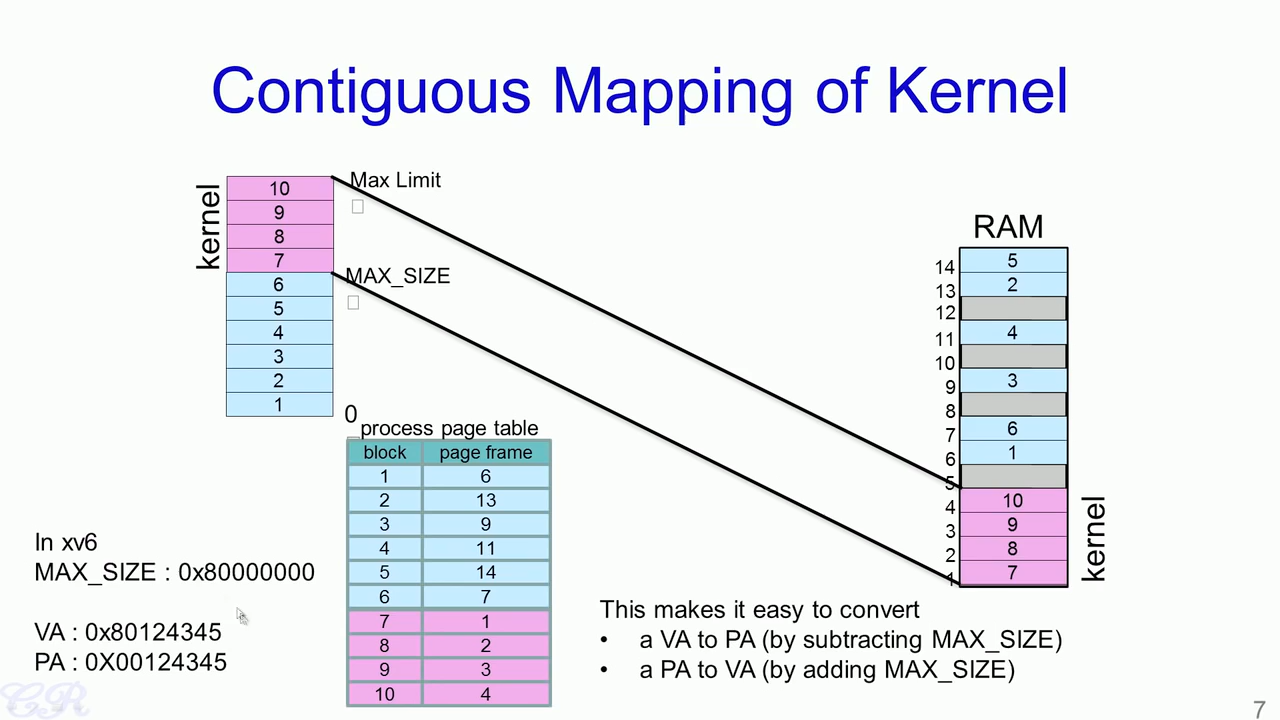 Contiguous Mapping of Kernel
kernel
10
9
8
7
6
5
4
3
2
1
Max Limit
MAX_SIZE
0
process page table
block page frame
1 6
2 13
3 9
4 11
5 14
6 7
7 1
8 2
9 3
10 4
In xv6
MAX_SIZE : 0x80000000
VA : 0x80124345
PA : 0X00124345
RAM
14 5
13 2
12
11 4
10
9 3
8
7 6
6 1
5
4 10
3 9
2 8
1 7
kernel
This makes it easy to convert
• a VA to PA (by subtracting MAX_SIZE)
• a PA to VA (by adding MAX_SIZE)
CR
7